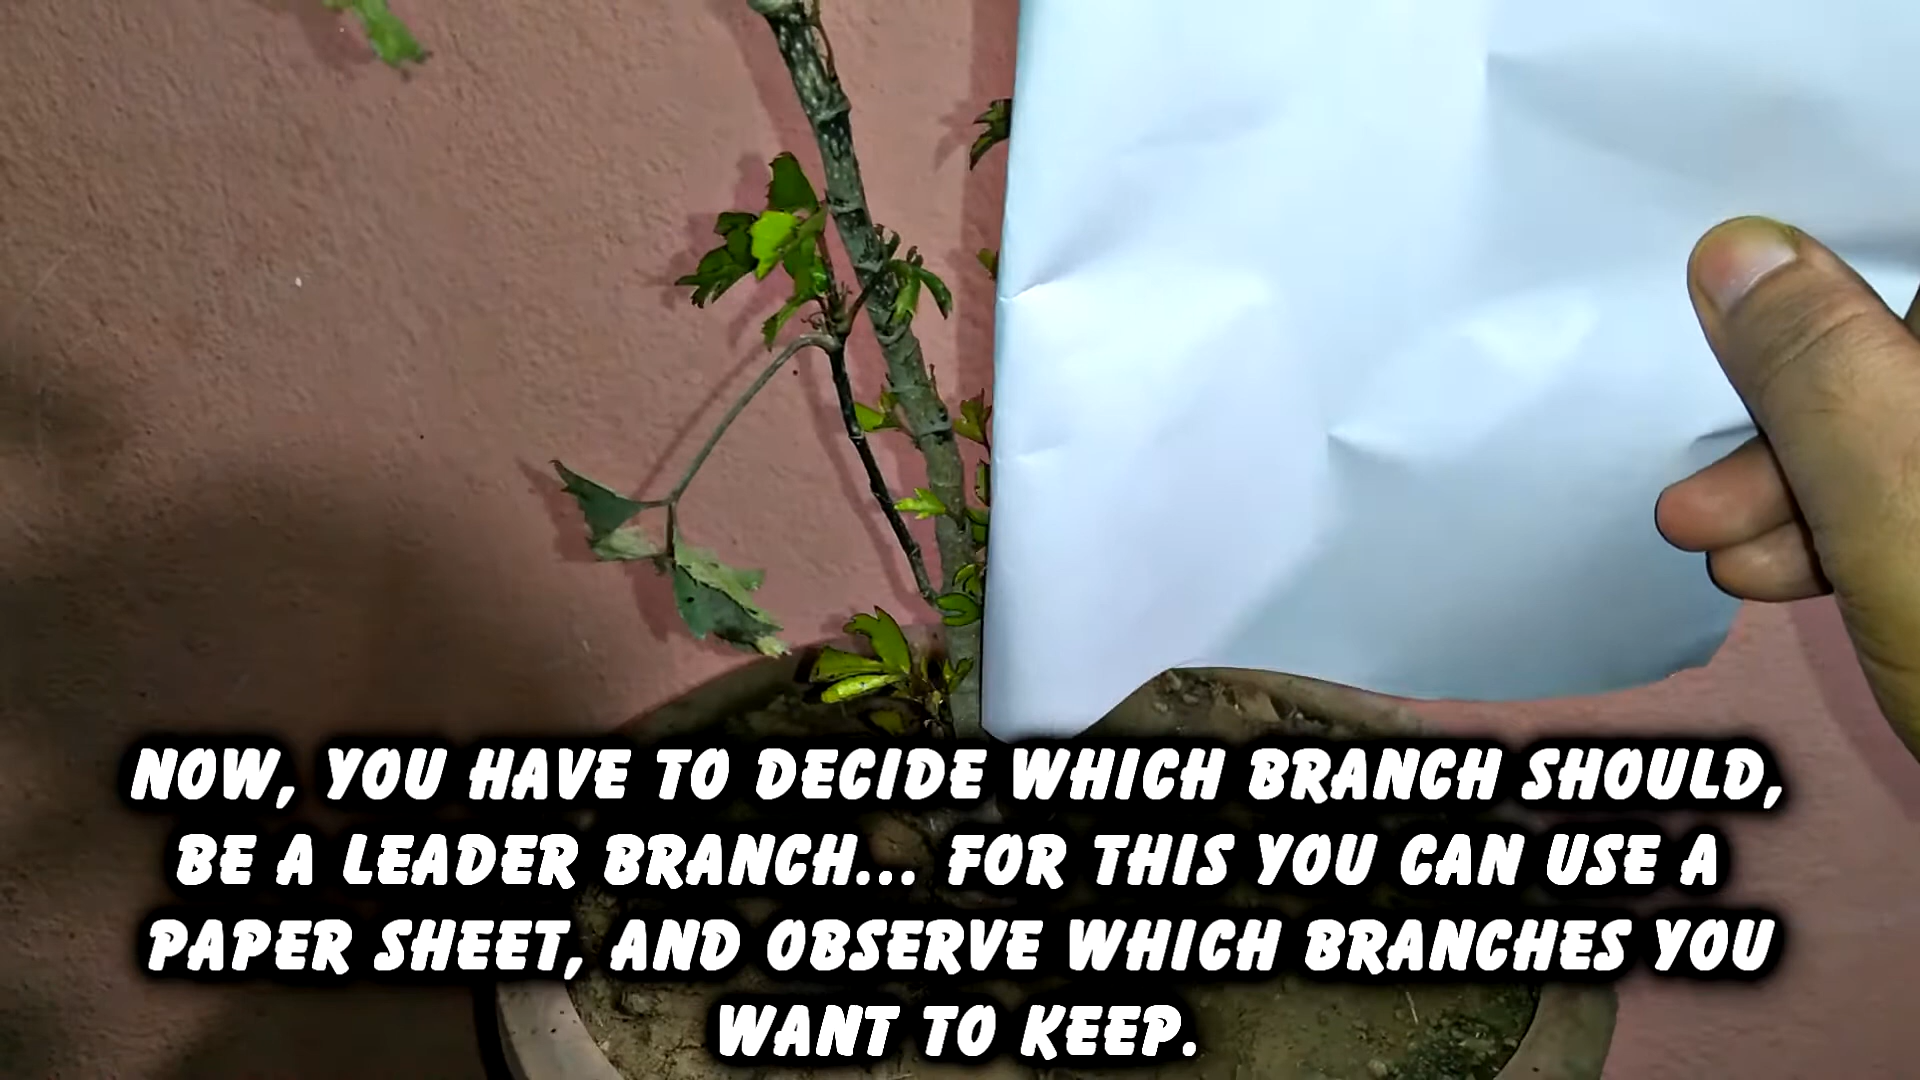 NOW, YOU HAVE TO DECIDE WHICH BRANCH SHOULD,
BE A LEADER BRANCH... FOR THIS YOU CAN USE A
PAPER SHEET, AND OBSERVE WHICH BRANCHES YOU
WANT TO KEEP.